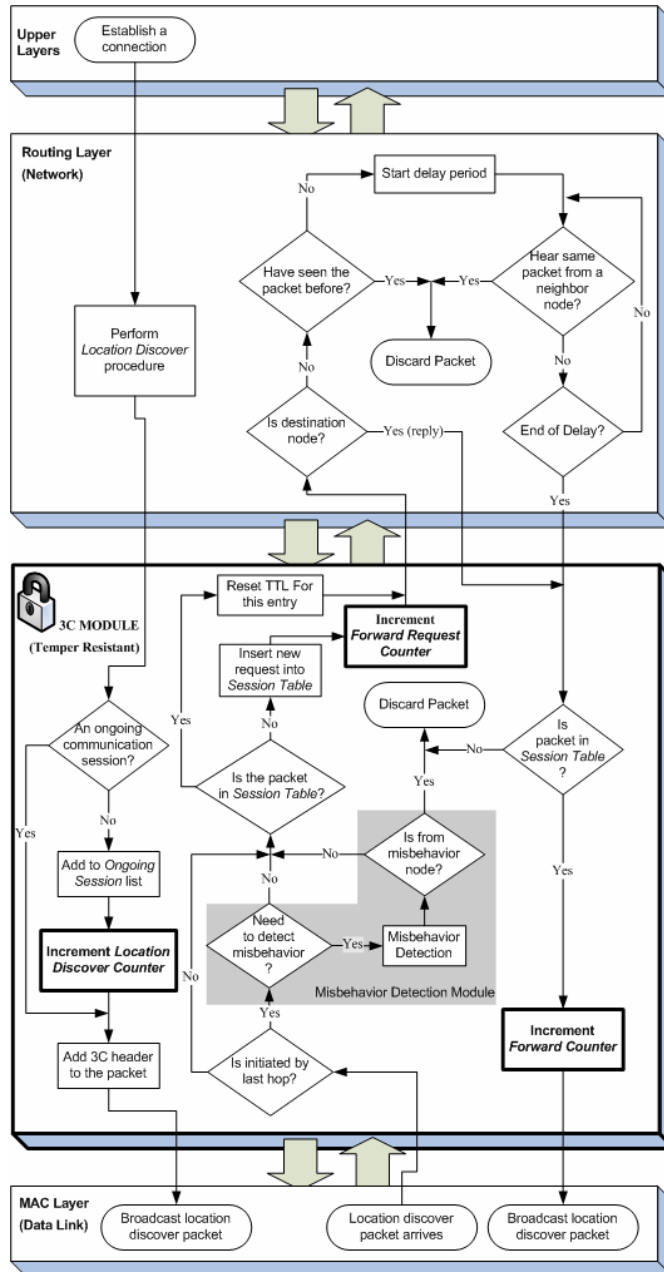 Upper
Layers
Establish a
connection
Routing Layer
(Network)
Start delay period
No
Have seen the
packet before?
Yes
Yes
Hear same
packet from a
neighbor
node?
No
Perform
Location Discover
procedure
Discard Packet
No
No
Is destination
node?
Yes (reply)
End of Delay?
Yes
3C MODULE
(Temper Resistant)
Reset TTL For
this entry
Increment
Forward Request
Counter
Insert new
request into
Session Table
An ongoing
communication
session?
Yes
No
Discard Packet
Is
packet in
Session Table
?
No
Is the packet
in Session Table?
Yes
Yes
No
Add to Ongoing
Session list
No
Is from
misbehavior
node?
No
Yes
Need
to detect
misbehavior
?
Yes
Misbehavior
Detection
Increment Location
Discover Counter
No
Misbehavior Detection Module
Yes
Increment
Forward Counter
Add 3C header
to the packet
Is initiated by
last hop?
MAC Layer
(Data Link)
Broadcast location
discover packet
Location discover
packet arrives
Broadcast location
discover packet